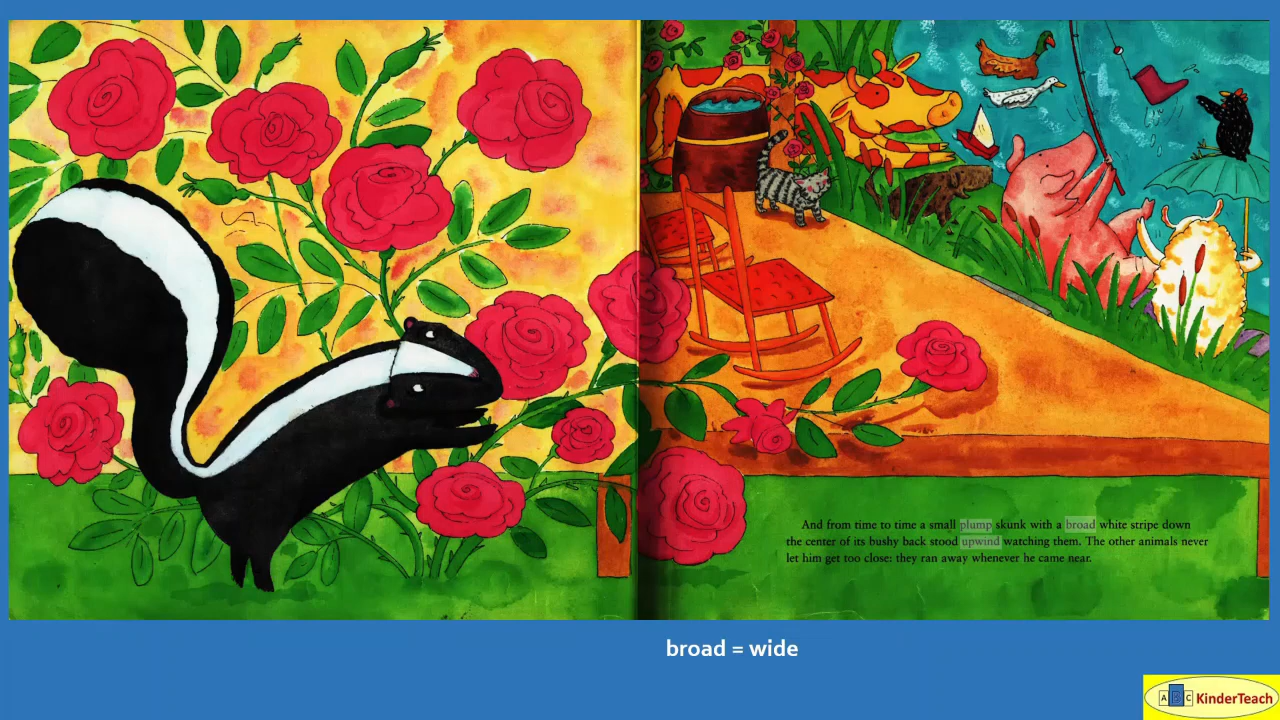 And from time to time a small plump skunk with a broad white stripe down
the center of its bushy back stood upwind watching them. The other animals never
let him get too close: they ran away whenever he came near.
broad = wide
ABC KinderTeach